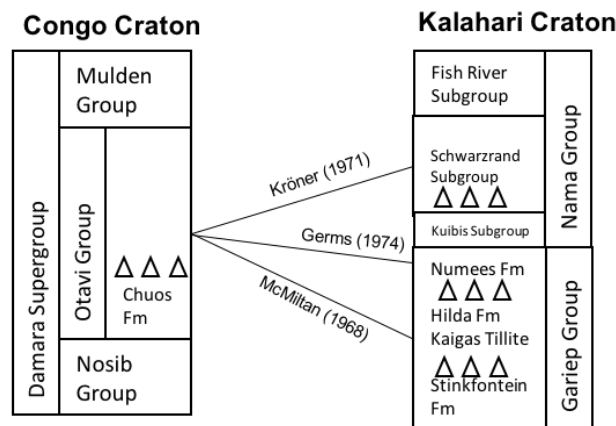 Congo Craton
Kalahari Craton
Damara Supergroup
Mulden
Group
Otavi Group
Chuos
Fm
Nosib
Group
Kröner (1971)
Germs (1974)
McMiltan (1968)
Fish River
Subgroup
Schwarzrand
Subgroup
Kuibis Subgroup
Nama Group
Numees Fm
Hilda Fm
Kaigas Tillite
Stinkfontein
Fm
Gariep Group